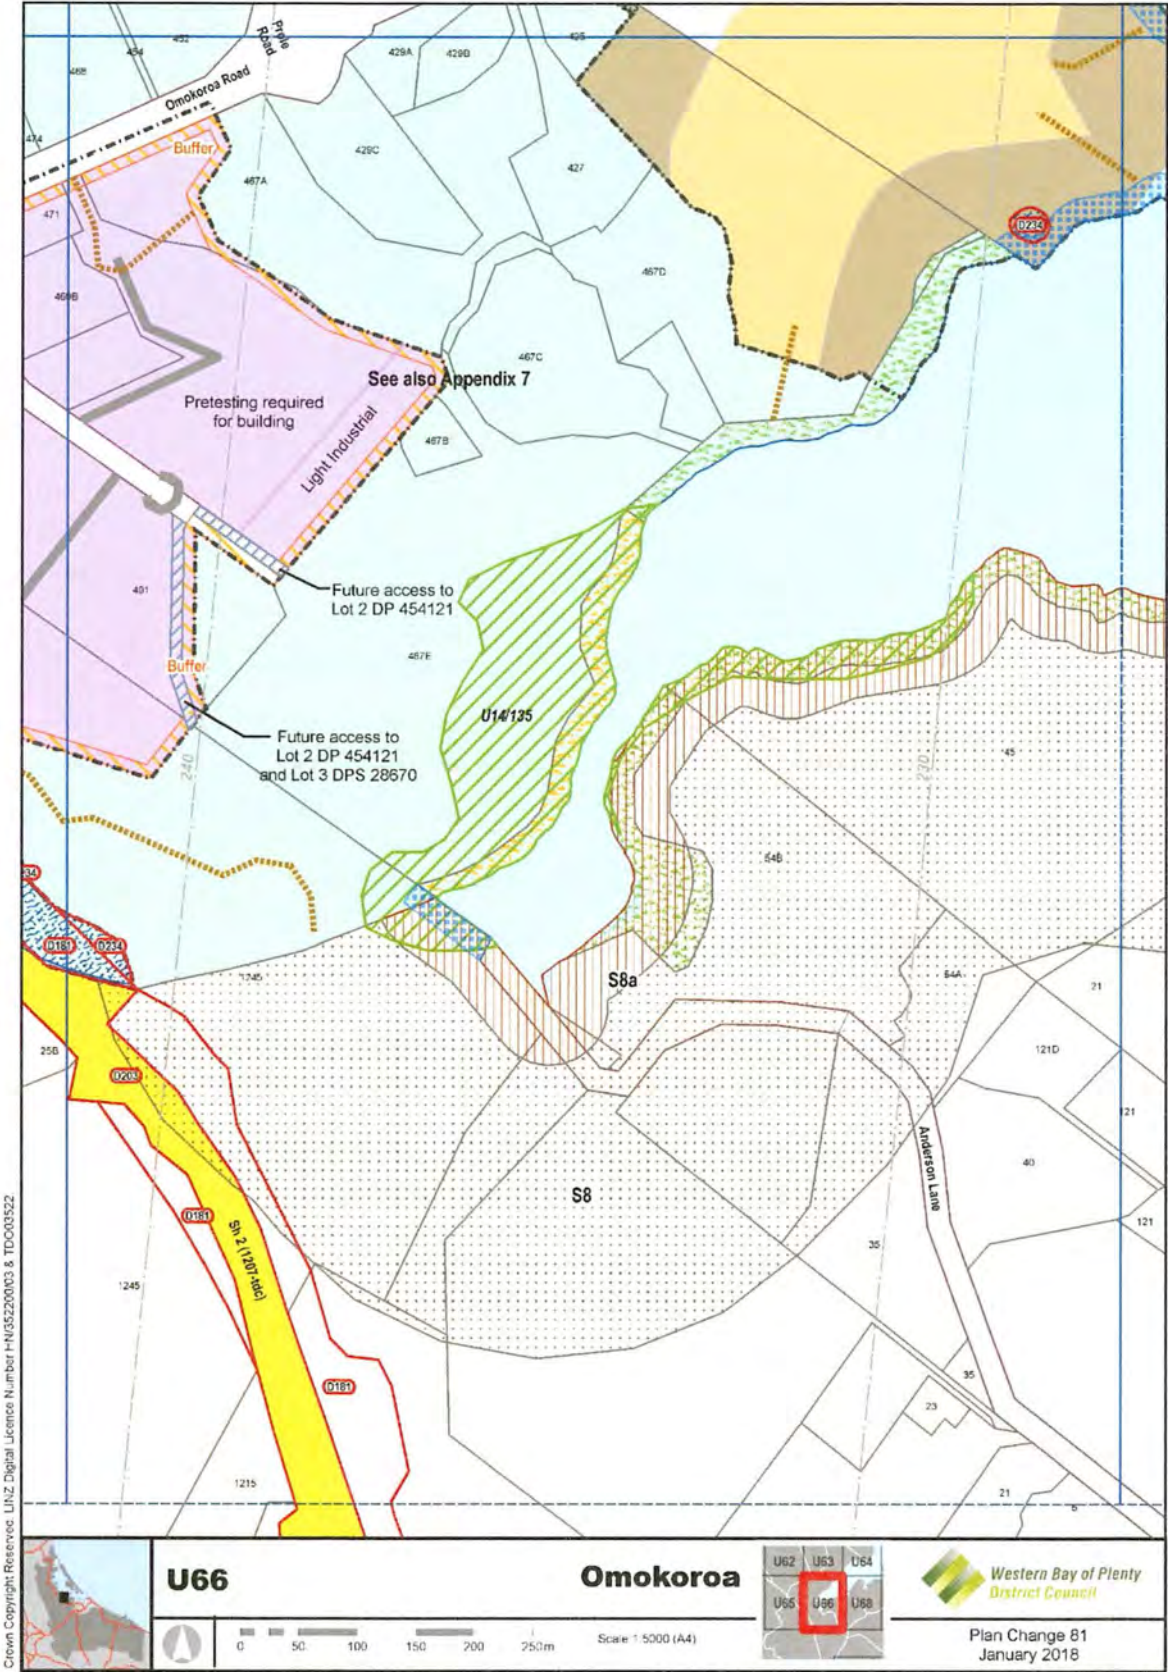 Prole
Road
452
454
468
429A
429B
425
Omokoroa Road
474
Buffer
467A
429C
427
471
D234
467D
469B
467C
See also Appendix 7
Pretesting required
for building
Light Industrial
467B
491
Future access to
Lot 2 DP 454121
467E
Buffer
U14/135
Future access to
Lot 2 DP 454121
and Lot 3 DPS 28670
240
230
45
54B
34
D181
D234
1245
S8a
54A
21
25B
D203
121D
121
Anderson Lane
40
S8
D181
121
35
Sh 2 (1207-tdc)
1245
35
D181
23
1215
21
6
Crown Copyright Reserved. LINZ Digital Licence Number HN/352200/03 & TDO03522
U66
Omokoroa
U62 U63 U64
U65 U66 U68
Western Bay of Plenty
District Council
0 50 100 150 200 250m
Scale 1:5000 (A4)
Plan Change 81
January 2018